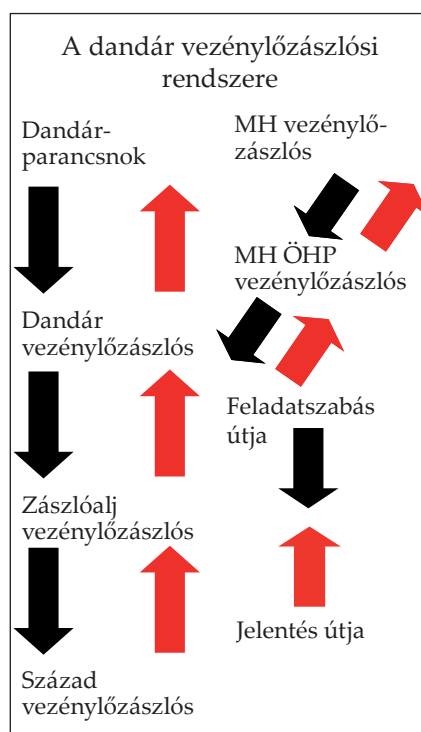 A dandár vezénylőzászlósi
rendszere
Dandár-
parancsnok
MH vezénylő-
zászlós
MH ÖHP
vezénylőzászlós
Dandár
vezénylőzászlós
Feladatszabás
útja
Zászlóalj
vezénylőzászlós
Jelentés útja
Század
vezénylőzászlós